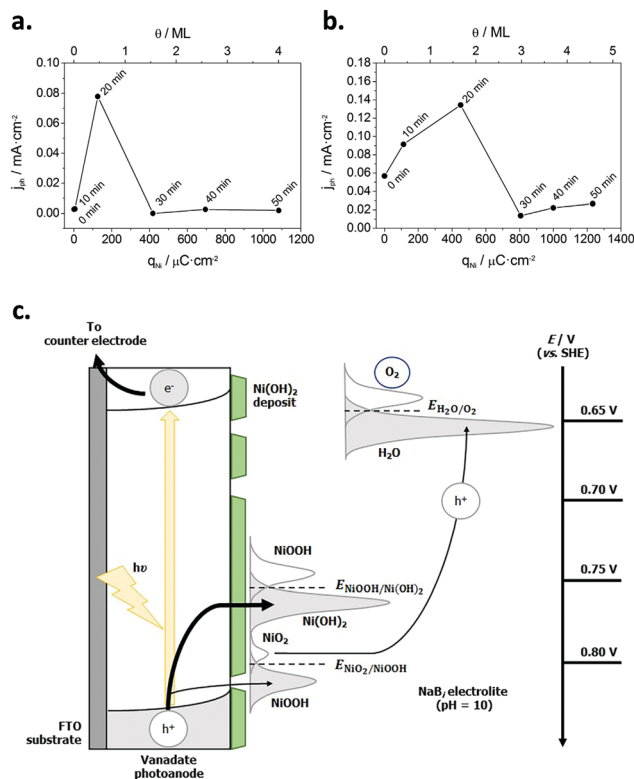 a.
θ / ML
0 1 2 3 4
0.10
0.08
0.06
0.04
0.02
0.00
j_ph / mA·cm⁻²
20 min
10 min
0 min
30 min
40 min
50 min
0 200 400 600 800 1000 1200
q_Ni / μC·cm⁻²
b.
θ / ML
0 1 2 3 4 5
0.18
0.16
0.14
0.12
0.10
0.08
0.06
0.04
0.02
0.00
j_ph / mA·cm⁻²
0 min
10 min
20 min
30 min
40 min
50 min
0 200 400 600 800 1000 1200 1400
q_Ni / μC·cm⁻²
c.
To
counter electrode
e⁻
Ni(OH)₂
deposit
hυ
h⁺
FTO
substrate
Vanadate
photoanode
O₂
E_H₂O/O₂
H₂O
h⁺
NiOOH
E_NiOOH/Ni(OH)₂
Ni(OH)₂
NiO₂
E_NiO₂/NiOOH
NiOOH
NaB_i electrolite
(pH = 10)
E / V
(vs. SHE)
0.65 V
0.70 V
0.75 V
0.80 V